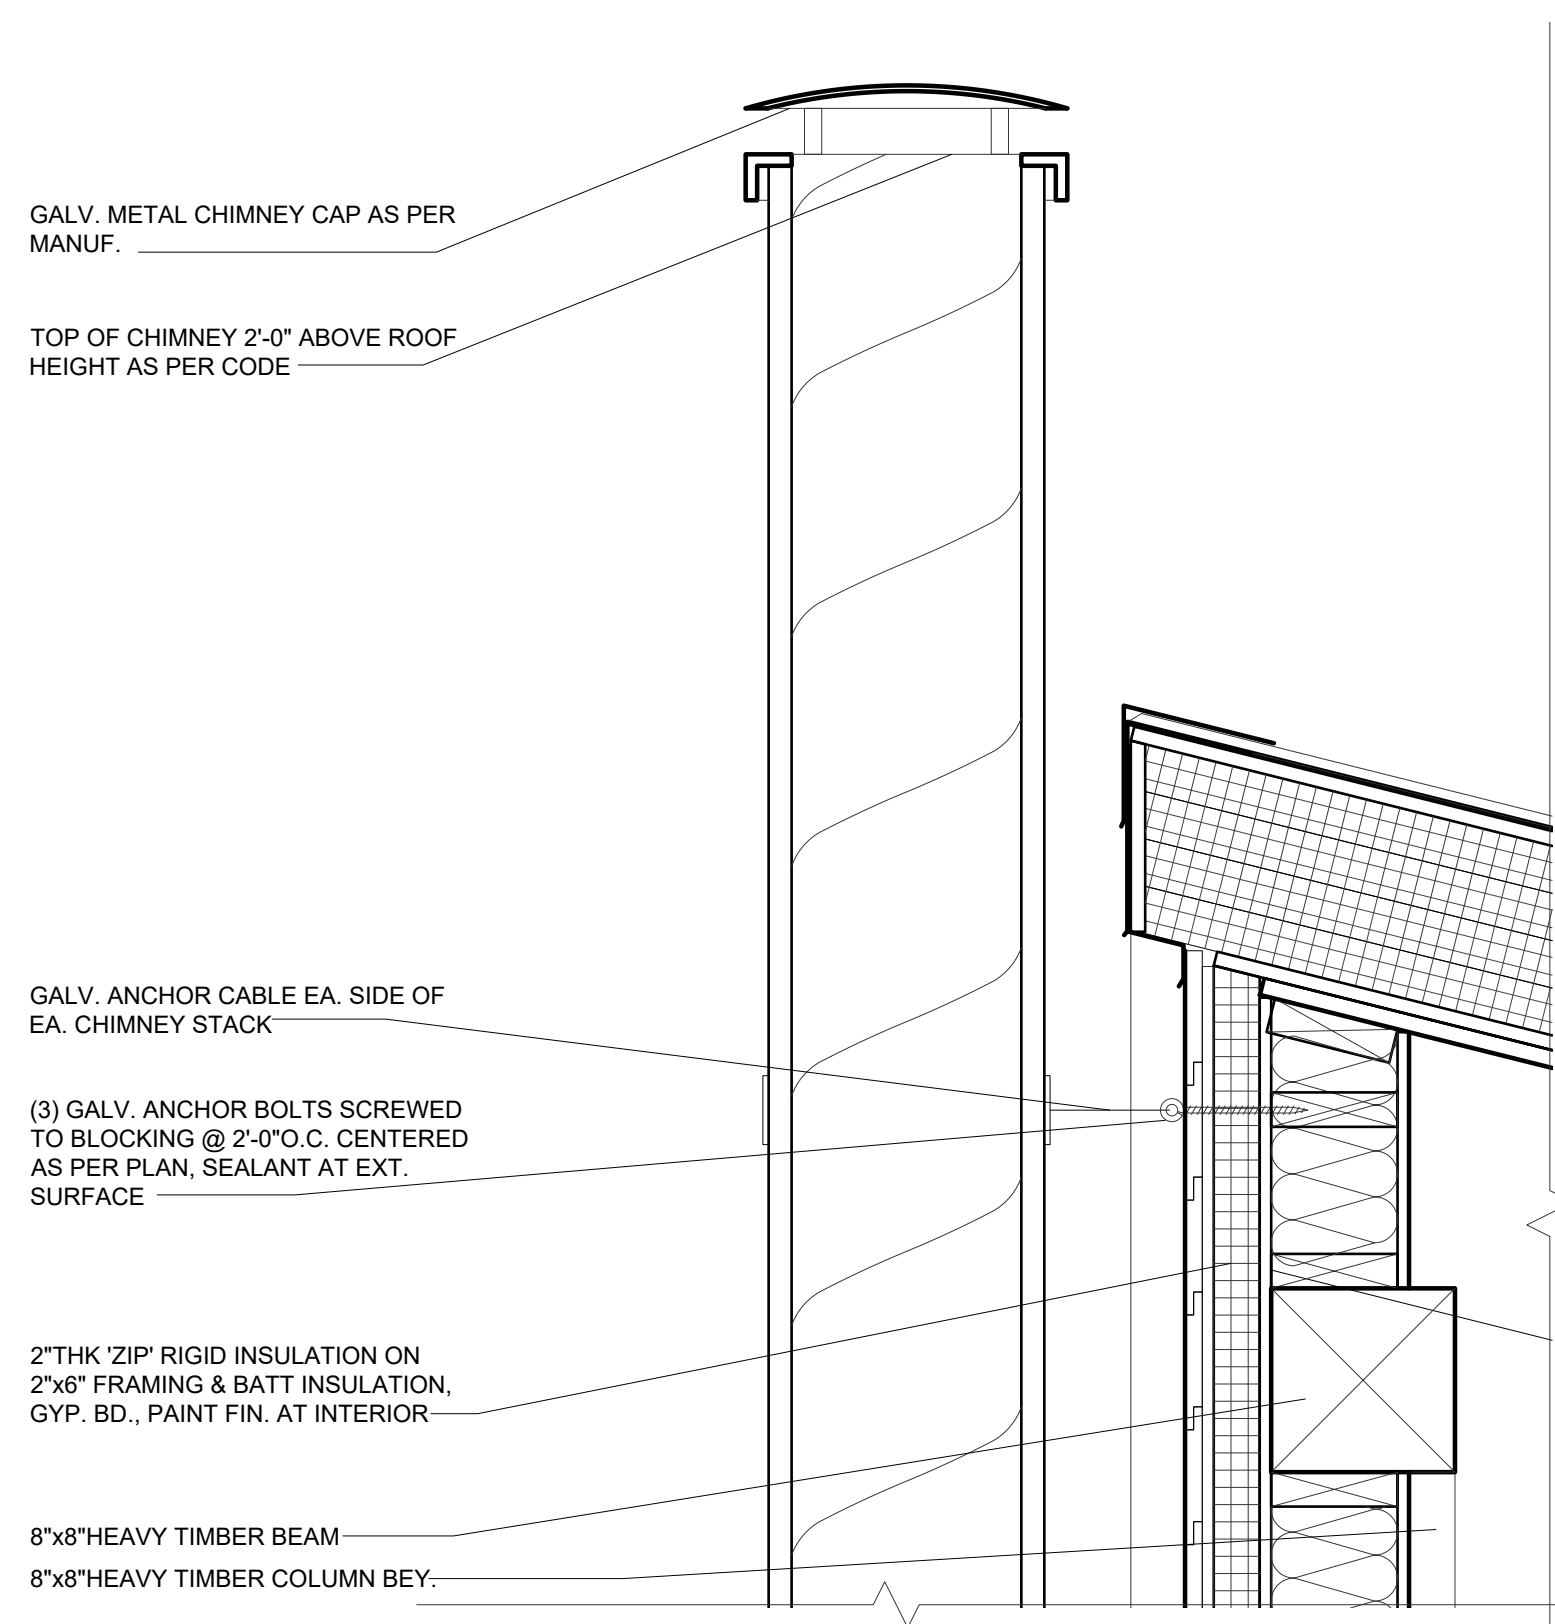 GALV. METAL CHIMNEY CAP AS PER
MANUF.
TOP OF CHIMNEY 2'-0" ABOVE ROOF
HEIGHT AS PER CODE
GALV. ANCHOR CABLE EA. SIDE OF
EA. CHIMNEY STACK
(3) GALV. ANCHOR BOLTS SCREWED
TO BLOCKING @ 2'-0"O.C. CENTERED
AS PER PLAN, SEALANT AT EXT.
SURFACE
2"THK 'ZIP' RIGID INSULATION ON
2"x6" FRAMING & BATT INSULATION,
GYP. BD., PAINT FIN. AT INTERIOR
8"x8"HEAVY TIMBER BEAM
8"x8"HEAVY TIMBER COLUMN BEY.